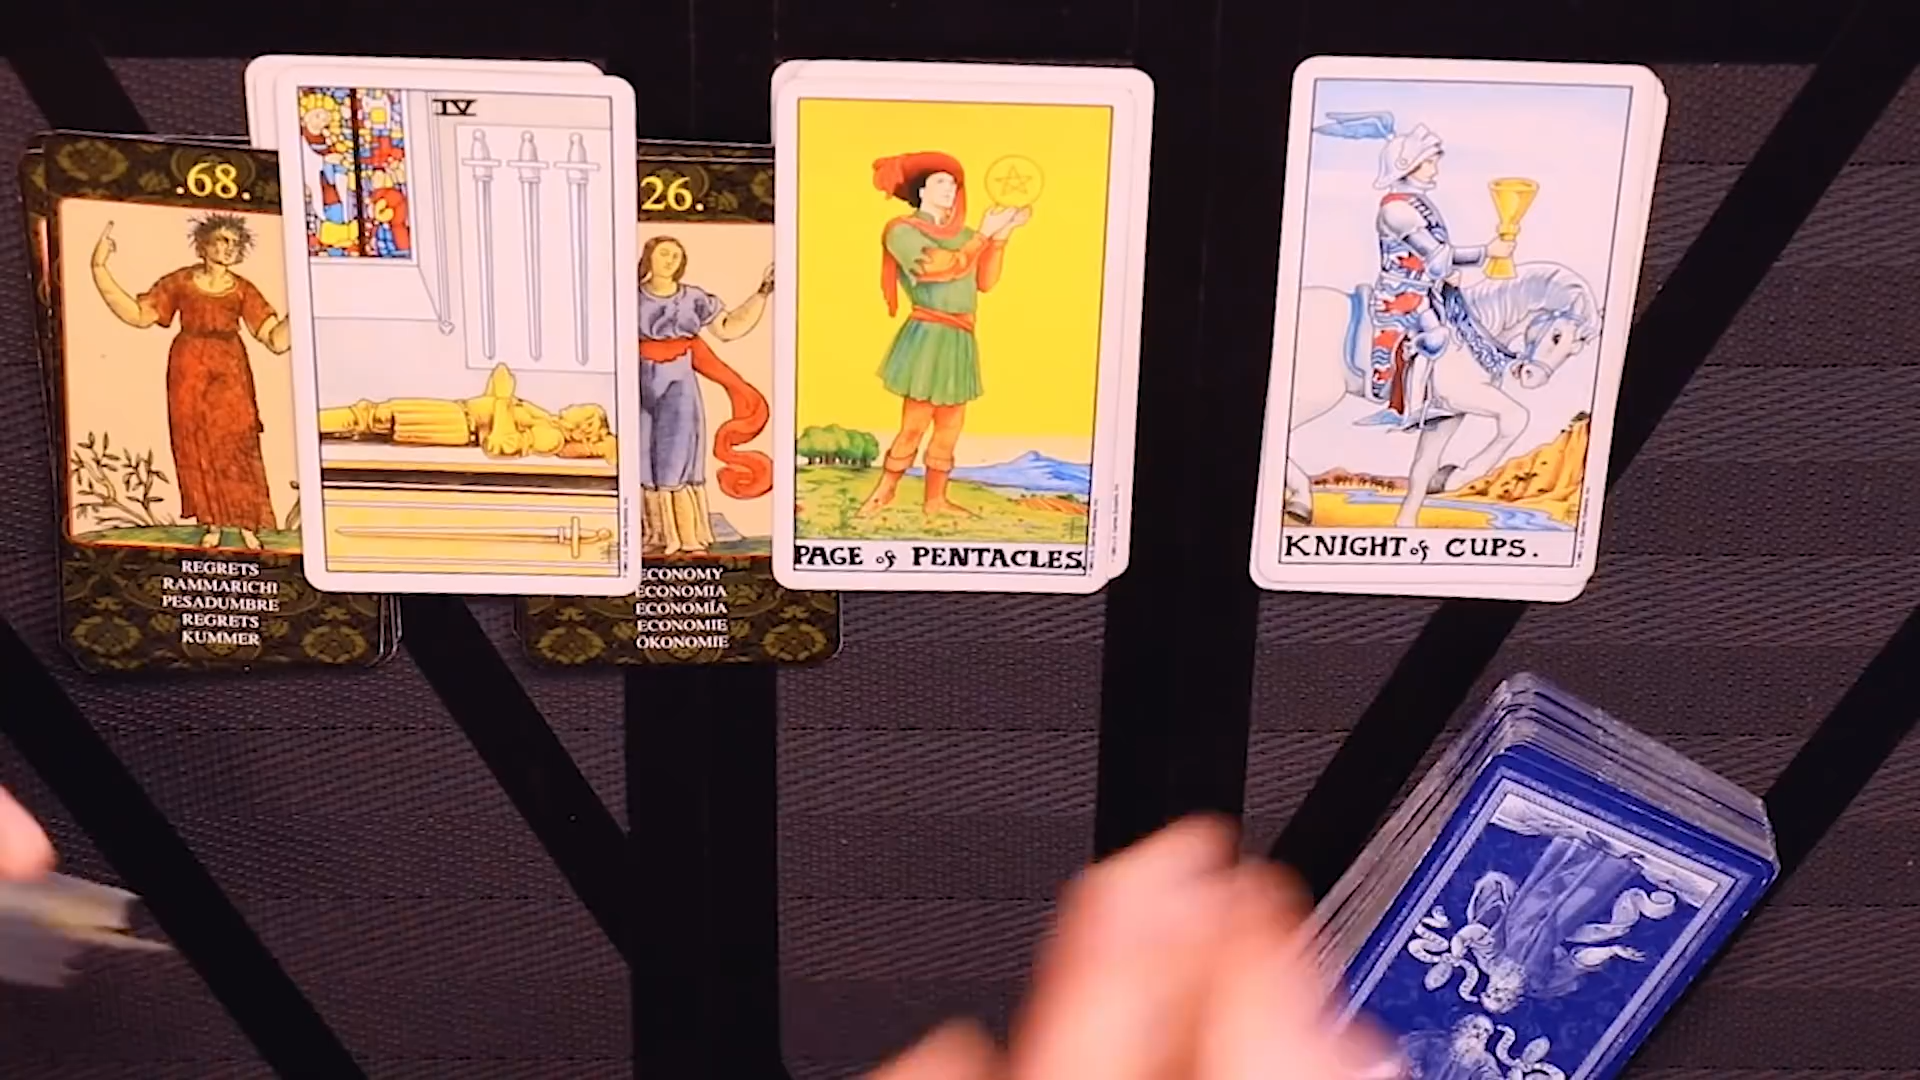 .68.
REGRETS
RAMMARICHI
PESADUMBRE
REGRETS
KUMMER
IV
26.
ECONOMY
ECONOMIA
ECONOMÍA
ECONOMIE
ÖKONOMIE
PAGE of PENTACLES.
KNIGHT of CUPS.